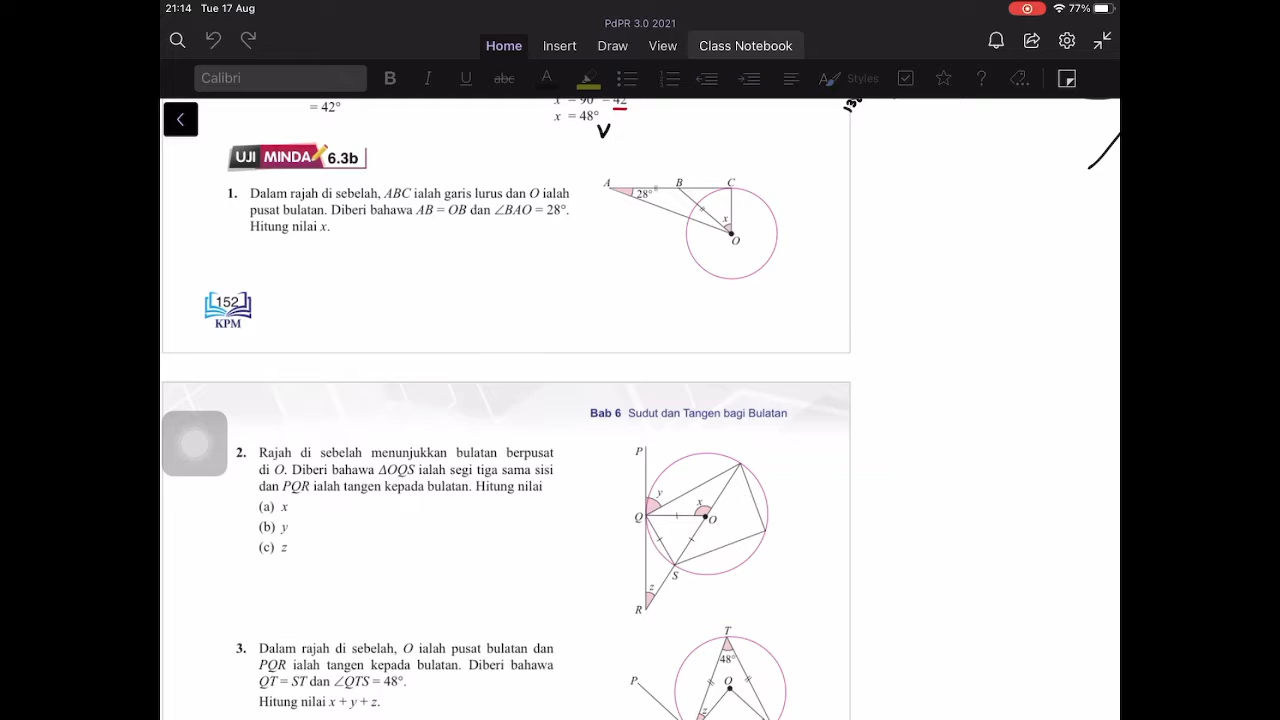 21:14 Tue 17 Aug
77%
PdPR 3.0 2021
Home Insert Draw View Class Notebook
Calibri B I U abc A Styles ?
= 42°
x = 90° − 42
x = 48°
UJI MINDA 6.3b
1. Dalam rajah di sebelah, ABC ialah garis lurus dan O ialah
pusat bulatan. Diberi bahawa AB = OB dan ∠BAO = 28°.
Hitung nilai x.
A B C
28°
x
O
152
KPM
Bab 6 Sudut dan Tangen bagi Bulatan
2. Rajah di sebelah menunjukkan bulatan berpusat
di O. Diberi bahawa ΔOQS ialah segi tiga sama sisi
dan PQR ialah tangen kepada bulatan. Hitung nilai
(a) x
(b) y
(c) z
P
y
x
Q O
S
z
R
3. Dalam rajah di sebelah, O ialah pusat bulatan dan
PQR ialah tangen kepada bulatan. Diberi bahawa
QT = ST dan ∠QTS = 48°.
Hitung nilai x + y + z.
T
48°
P O
z